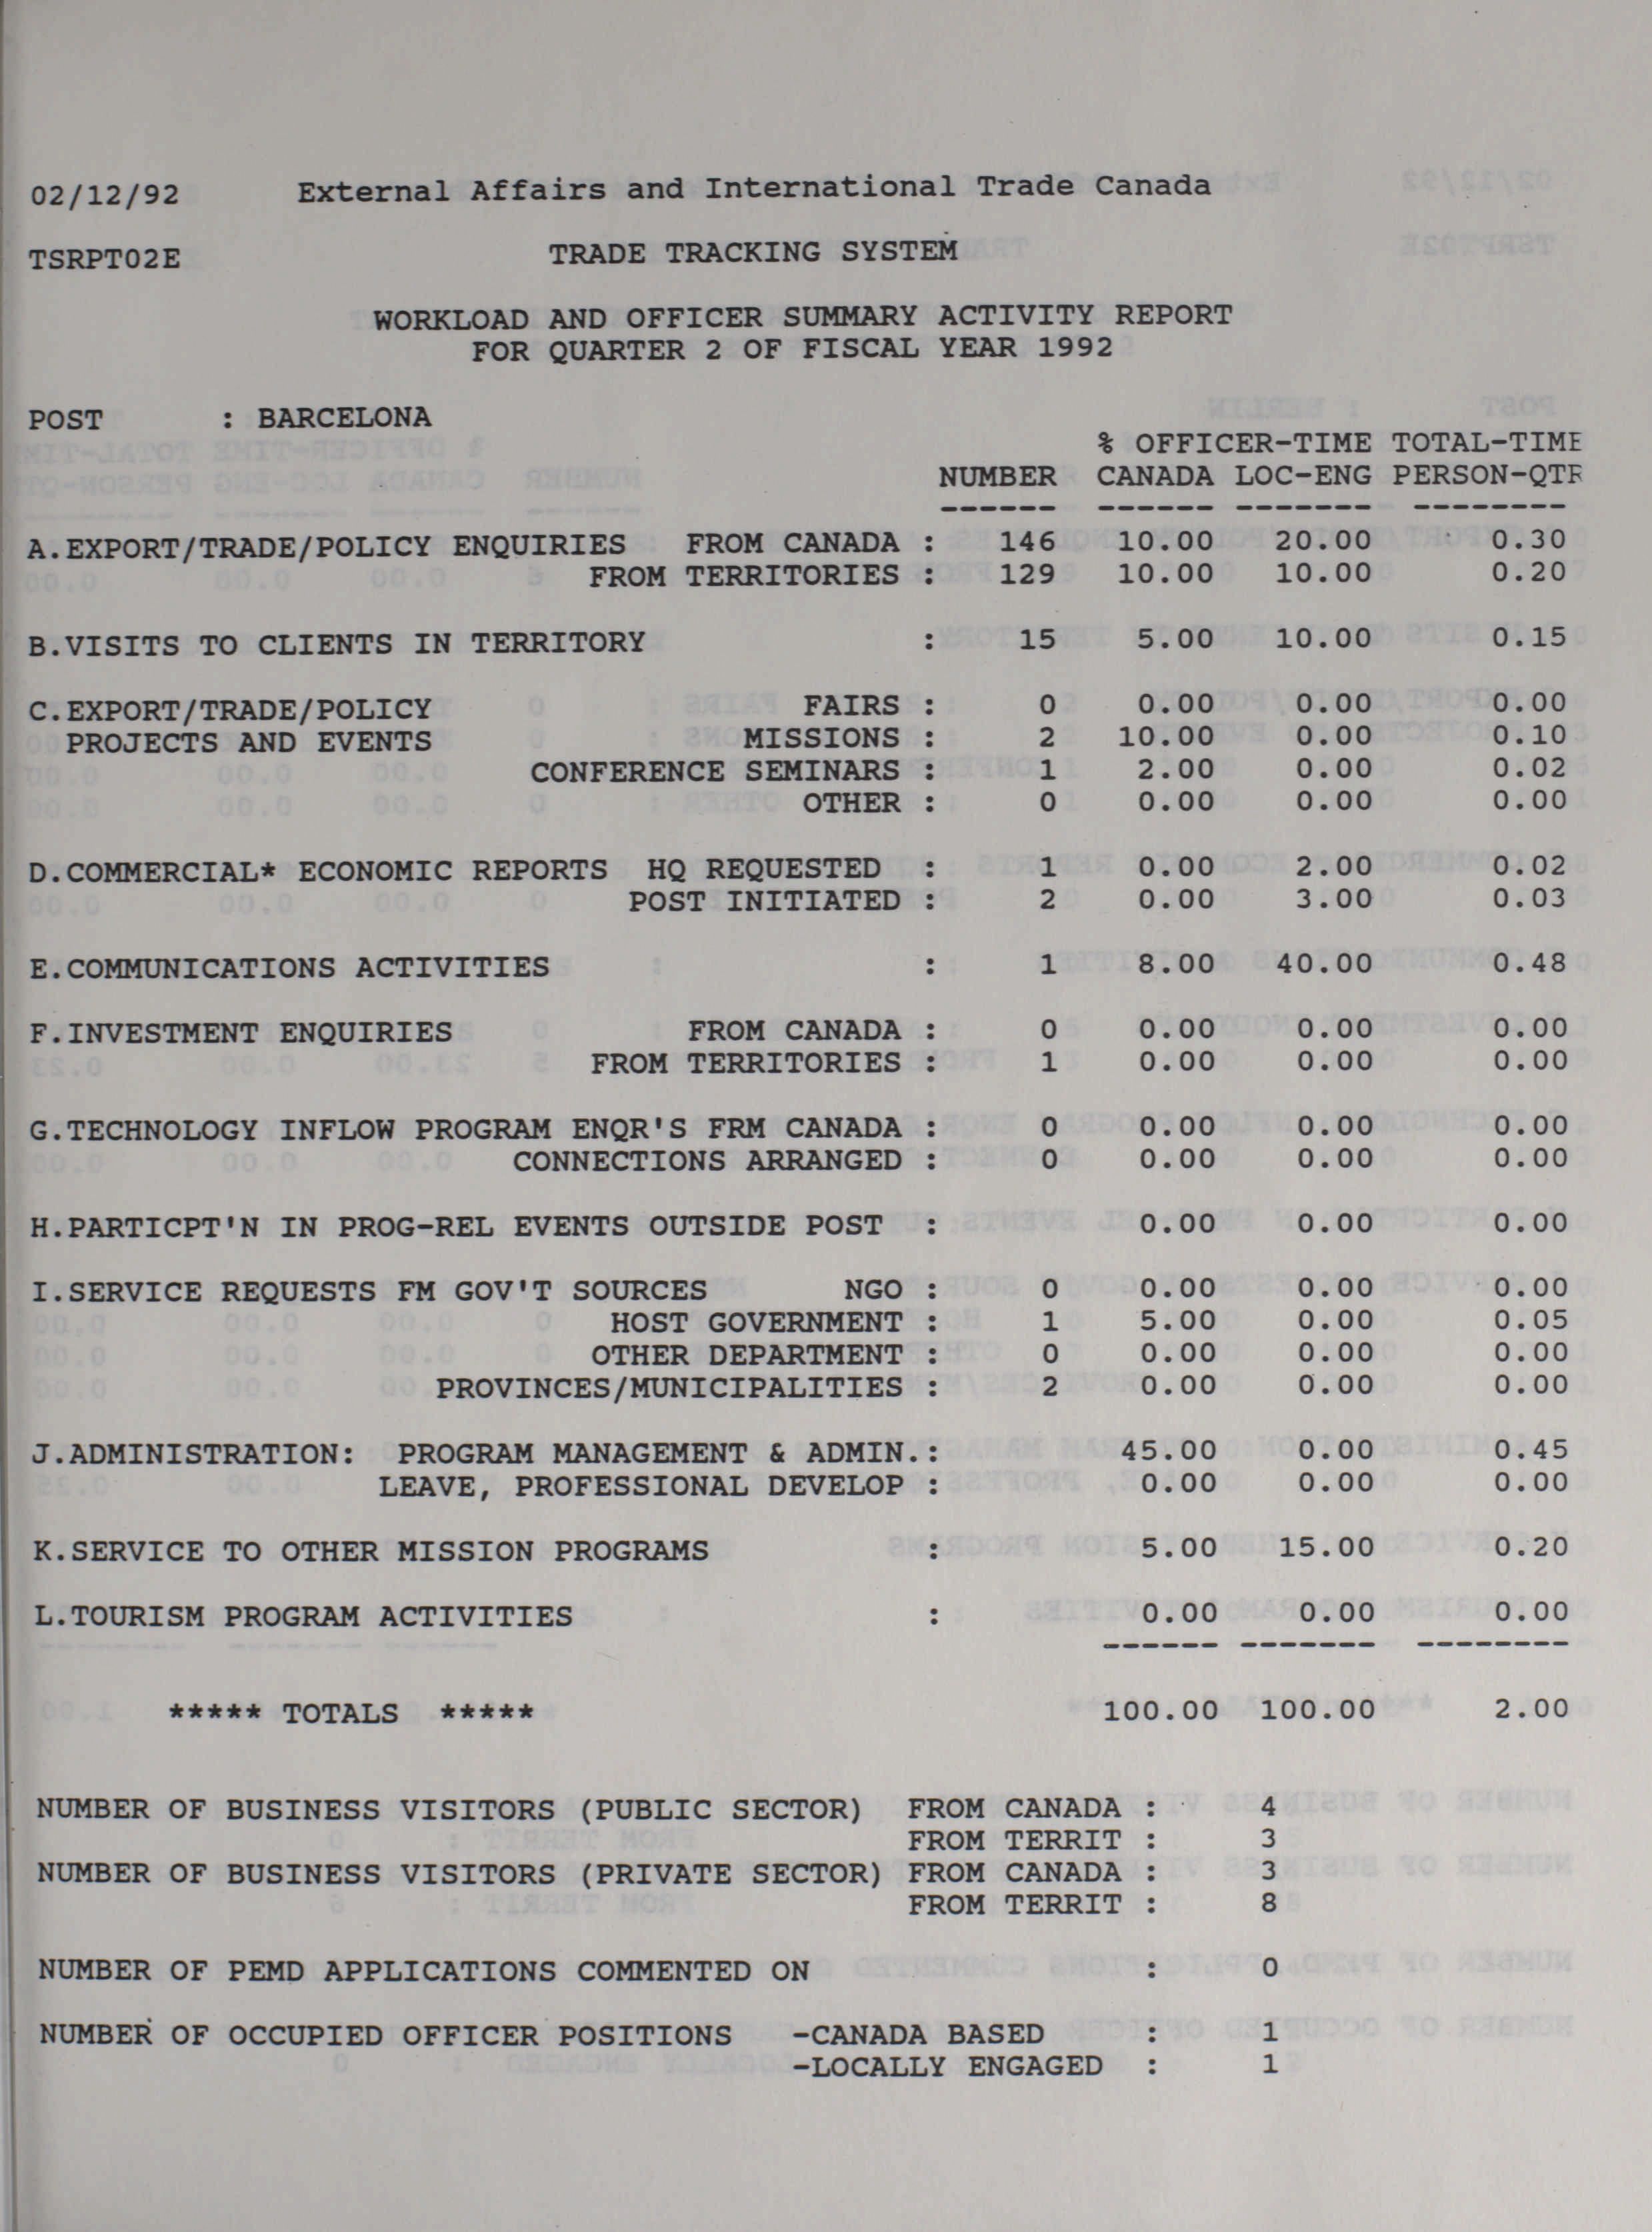 02/12/92 External Affairs and International Trade Canada
TSRPT02E TRADE TRACKING SYSTEM
WORKLOAD AND OFFICER SUMMARY ACTIVITY REPORT
FOR QUARTER 2 OF FISCAL YEAR 1992
POST : BARCELONA
% OFFICER-TIME TOTAL-TIME
NUMBER CANADA LOC-ENG PERSON-QTR
------ ------ ------- --------
A.EXPORT/TRADE/POLICY ENQUIRIES FROM CANADA : 146 10.00 20.00 0.30
FROM TERRITORIES : 129 10.00 10.00 0.20
B.VISITS TO CLIENTS IN TERRITORY : 15 5.00 10.00 0.15
C.EXPORT/TRADE/POLICY FAIRS : 0 0.00 0.00 0.00
PROJECTS AND EVENTS MISSIONS : 2 10.00 0.00 0.10
CONFERENCE SEMINARS : 1 2.00 0.00 0.02
OTHER : 0 0.00 0.00 0.00
D.COMMERCIAL* ECONOMIC REPORTS HQ REQUESTED : 1 0.00 2.00 0.02
POST INITIATED : 2 0.00 3.00 0.03
E.COMMUNICATIONS ACTIVITIES : 1 8.00 40.00 0.48
F.INVESTMENT ENQUIRIES FROM CANADA : 0 0.00 0.00 0.00
FROM TERRITORIES : 1 0.00 0.00 0.00
G.TECHNOLOGY INFLOW PROGRAM ENQR'S FRM CANADA : 0 0.00 0.00 0.00
CONNECTIONS ARRANGED : 0 0.00 0.00 0.00
H.PARTICPT'N IN PROG-REL EVENTS OUTSIDE POST : 0.00 0.00 0.00
I.SERVICE REQUESTS FM GOV'T SOURCES NGO : 0 0.00 0.00 0.00
HOST GOVERNMENT : 1 5.00 0.00 0.05
OTHER DEPARTMENT : 0 0.00 0.00 0.00
PROVINCES/MUNICIPALITIES : 2 0.00 0.00 0.00
J.ADMINISTRATION: PROGRAM MANAGEMENT & ADMIN.: 45.00 0.00 0.45
LEAVE, PROFESSIONAL DEVELOP : 0.00 0.00 0.00
K.SERVICE TO OTHER MISSION PROGRAMS : 5.00 15.00 0.20
L.TOURISM PROGRAM ACTIVITIES : 0.00 0.00 0.00
------ ------- --------
***** TOTALS ***** 100.00 100.00 2.00
NUMBER OF BUSINESS VISITORS (PUBLIC SECTOR) FROM CANADA : 4
FROM TERRIT : 3
NUMBER OF BUSINESS VISITORS (PRIVATE SECTOR) FROM CANADA : 3
FROM TERRIT : 8
NUMBER OF PEMD APPLICATIONS COMMENTED ON : 0
NUMBER OF OCCUPIED OFFICER POSITIONS -CANADA BASED : 1
-LOCALLY ENGAGED : 1